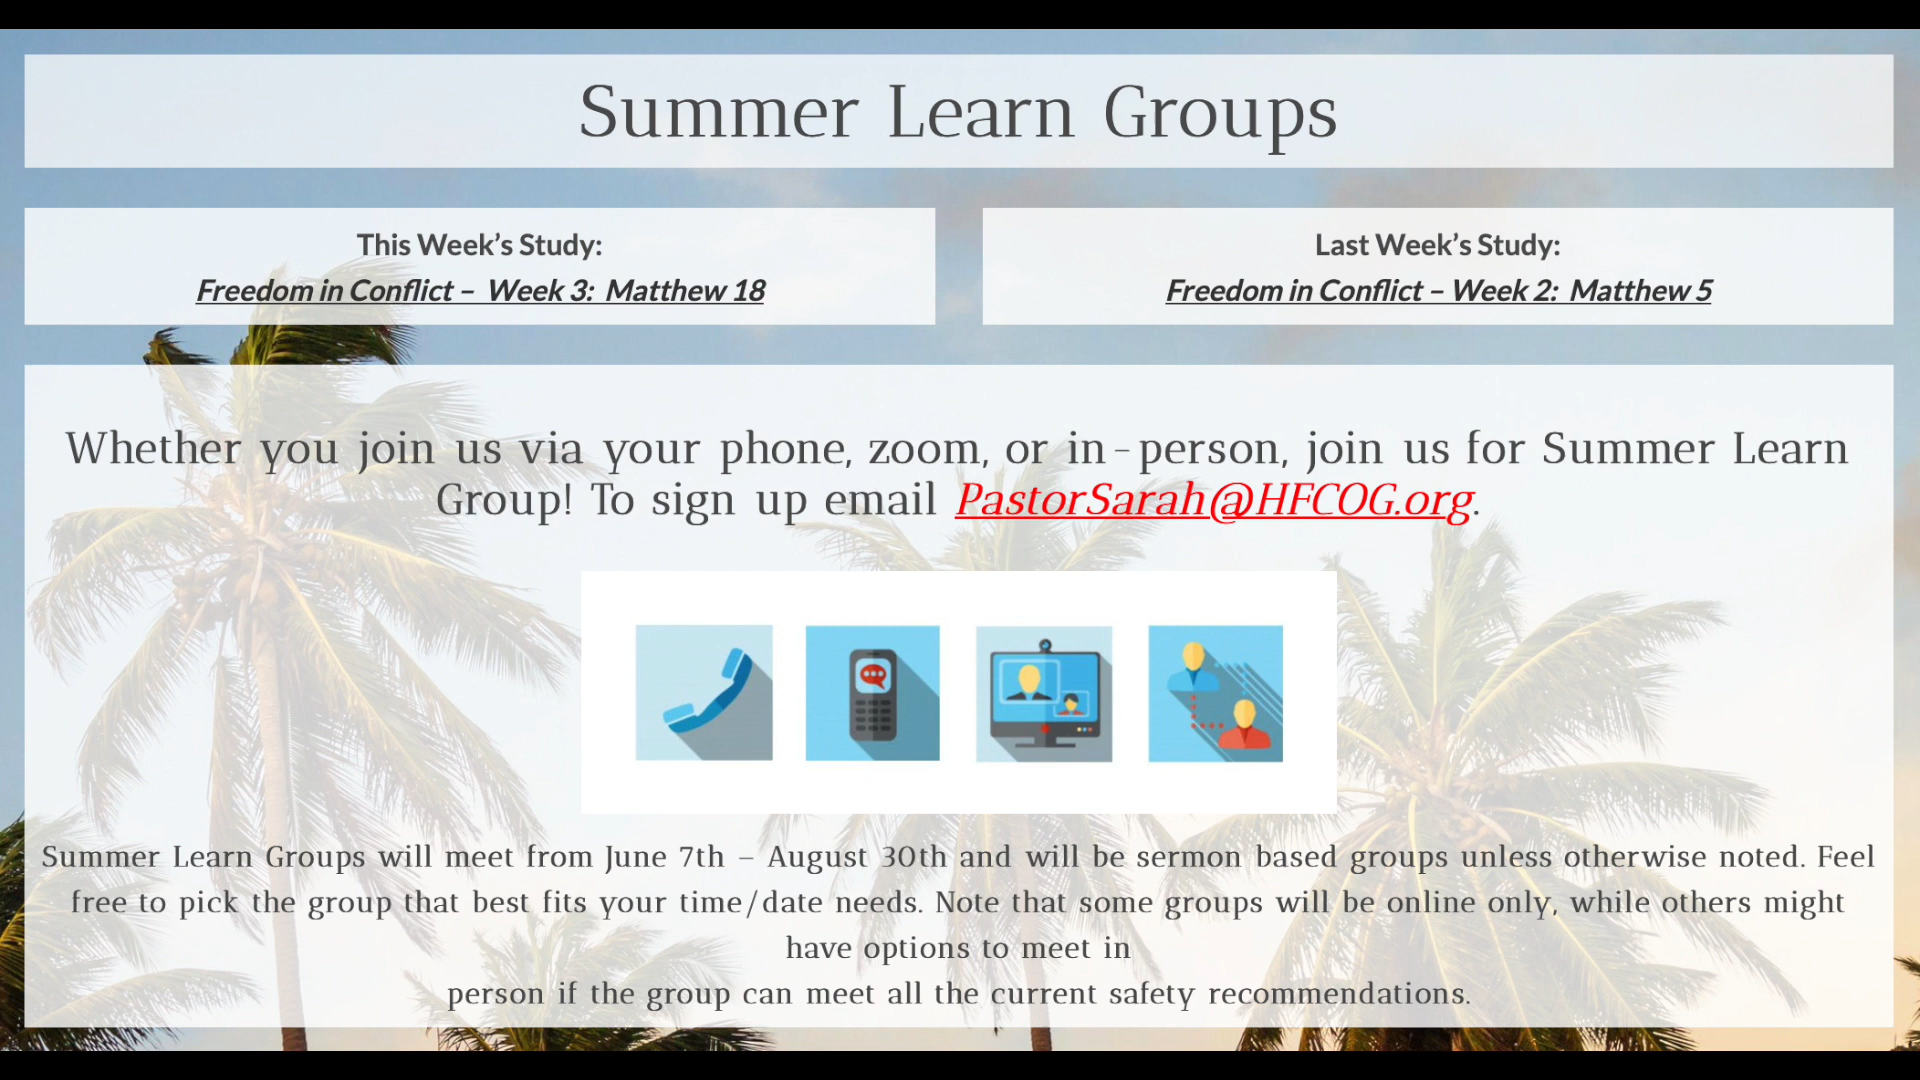 Summer Learn Groups
This Week’s Study:
Freedom in Conflict – Week 3: Matthew 18
Last Week’s Study:
Freedom in Conflict – Week 2: Matthew 5
Whether you join us via your phone, zoom, or in-person, join us for Summer Learn
Group! To sign up email PastorSarah@HFCOG.org.
Summer Learn Groups will meet from June 7th – August 30th and will be sermon based groups unless otherwise noted. Feel
free to pick the group that best fits your time/date needs. Note that some groups will be online only, while others might
have options to meet in
person if the group can meet all the current safety recommendations.